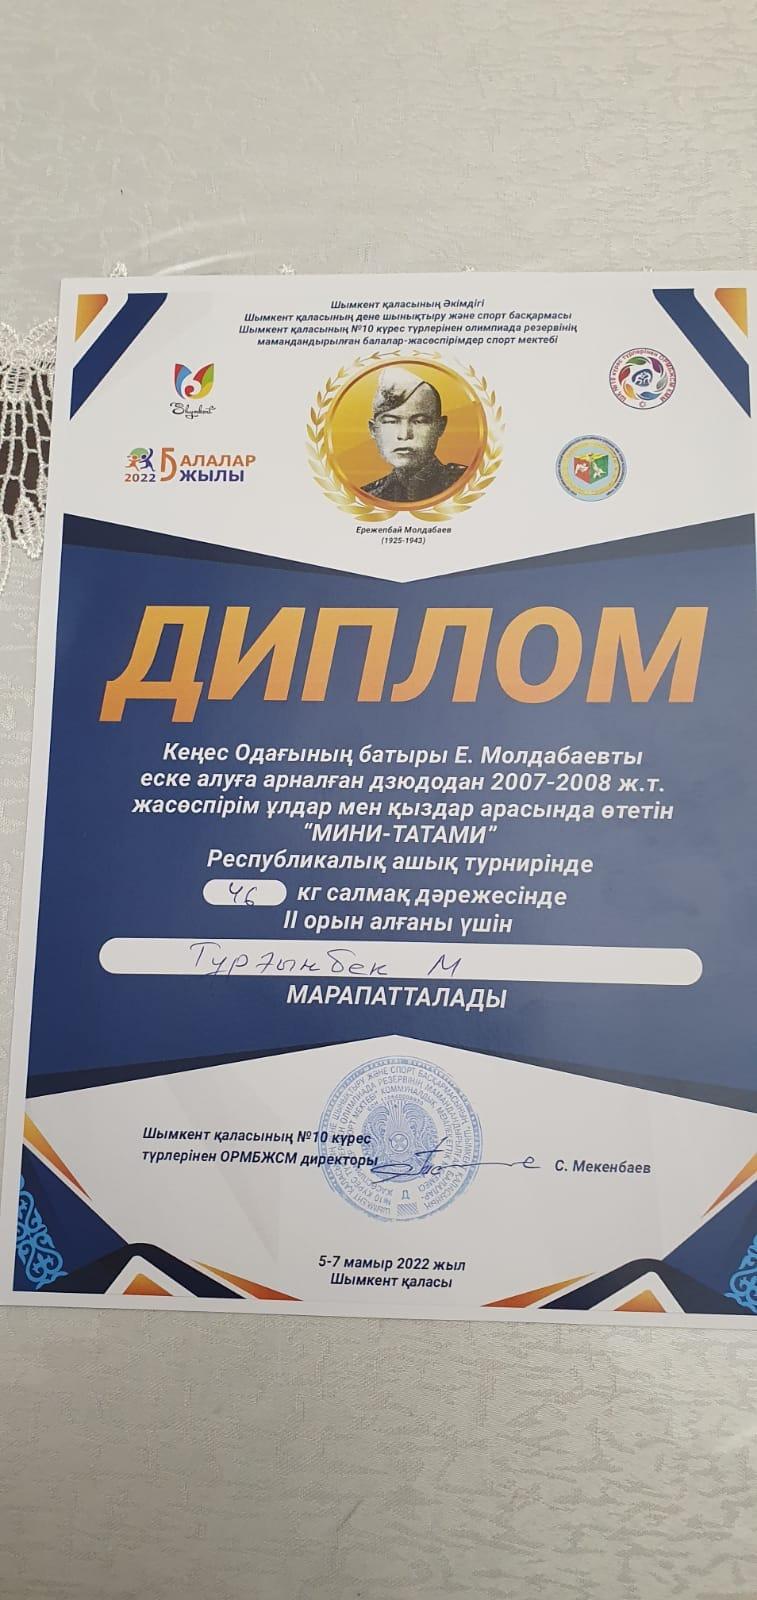 Шымкент қаласының Әкімдігі
Шымкент қаласының дене шынықтыру және спорт басқармасы
Шымкент қаласының №10 күрес түрлерінен олимпиада резервінің
мамандандырылған балалар-жасөспірімдер спорт мектебі
Shymkent
2022 БАЛАЛАР
ЖЫЛЫ
Ережепбай Молдабаев
(1925-1943)
ДИПЛОМ
Кеңес Одағының батыры Е. Молдабаевты
еске алуға арналған дзюдодан 2007-2008 ж.т.
жасөспірім ұлдар мен қыздар арасында өтетін
"МИНИ-ТАТАМИ"
Республикалық ашық турнирінде
46 кг салмақ дәрежесінде
II орын алғаны үшін
Тұрғынбек М
МАРАПАТТАЛАДЫ
Шымкент қаласының №10 күрес
түрлерінен ОРМБЖСМ директоры
С. Мекенбаев
5-7 мамыр 2022 жыл
Шымкент қаласы